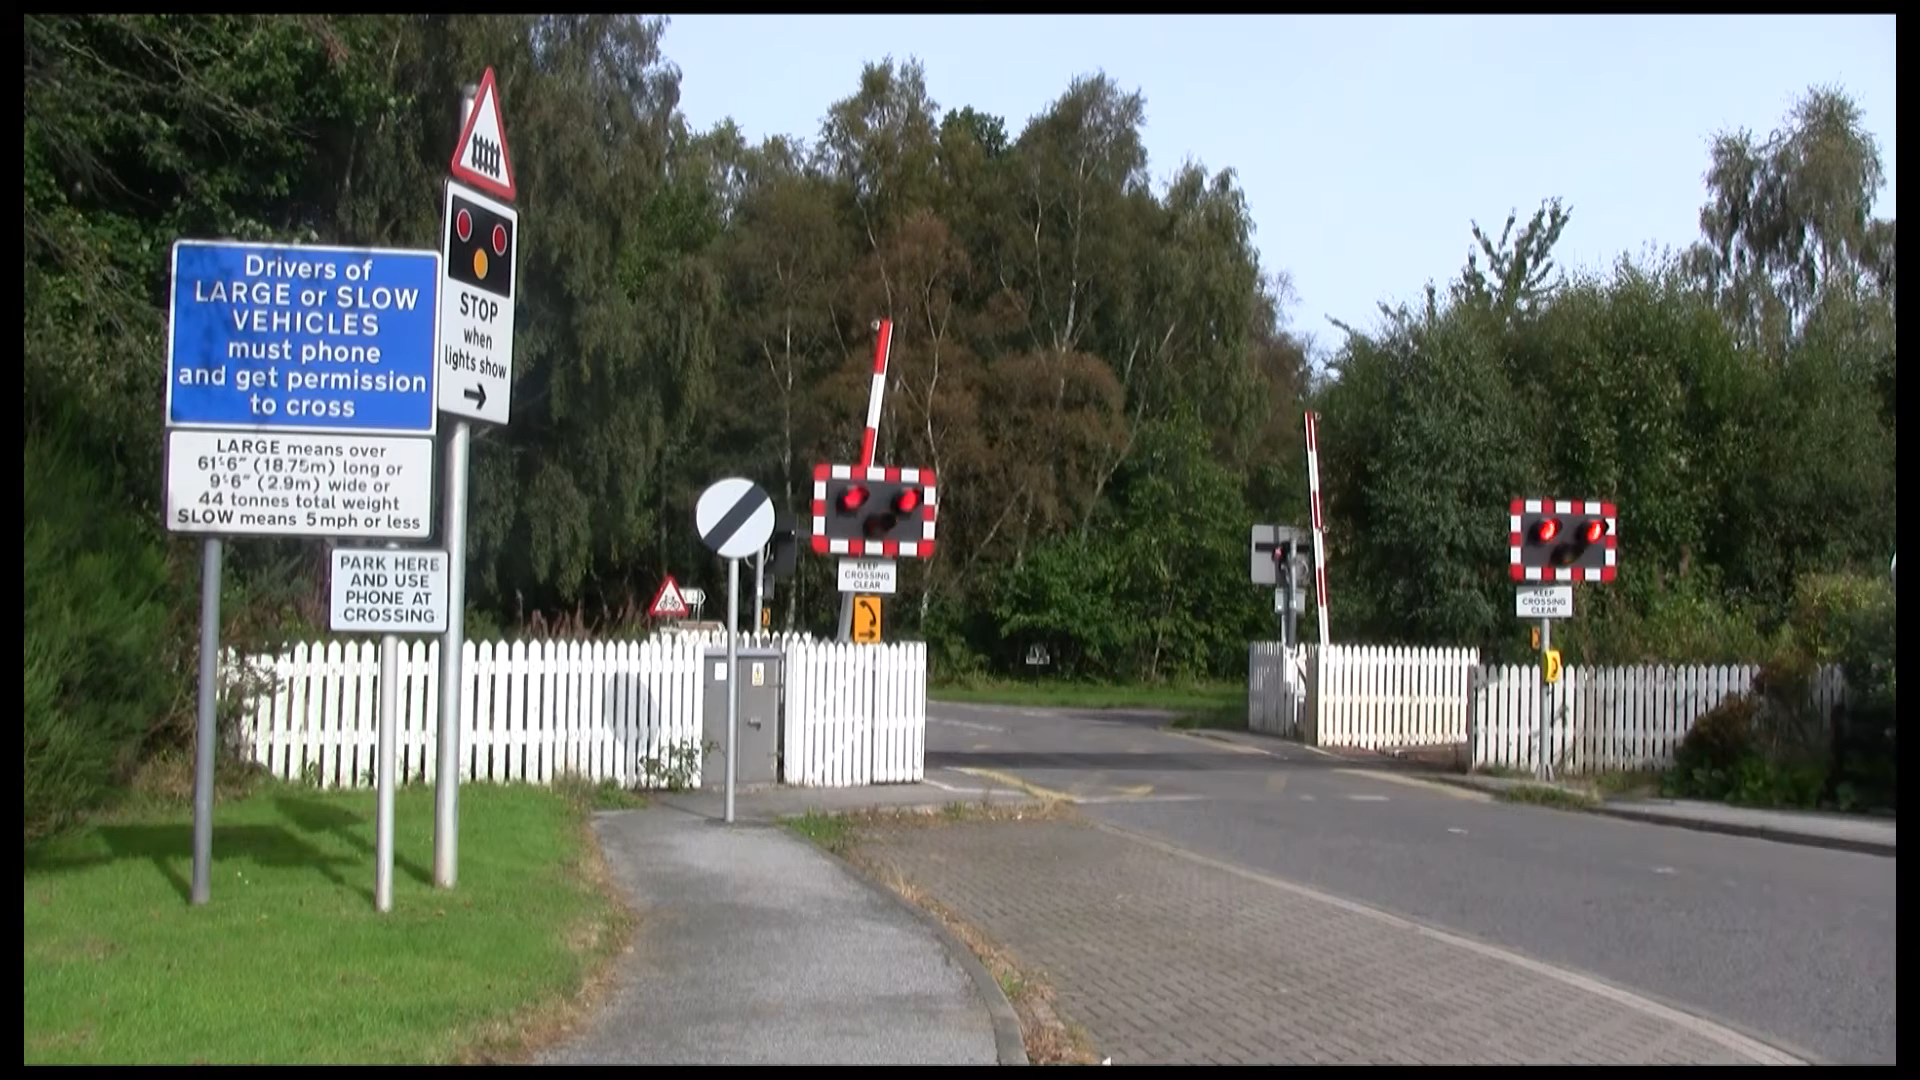 Drivers of
LARGE or SLOW
VEHICLES
must phone
and get permission
to cross
LARGE means over
61'6" (18.75m) long or
9'6" (2.9m) wide or
44 tonnes total weight
SLOW means 5mph or less
PARK HERE
AND USE
PHONE AT
CROSSING
STOP
when
lights show
KEEP
CROSSING
CLEAR
KEEP
CROSSING
CLEAR